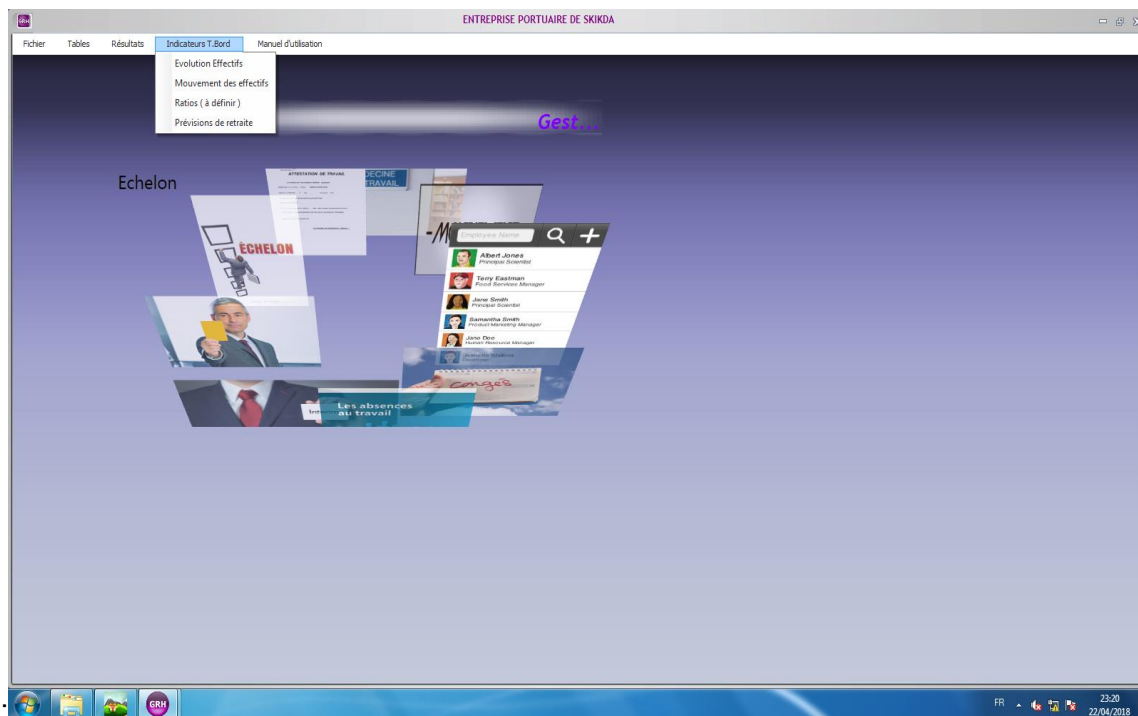 GRH
ENTREPRISE PORTUAIRE DE SKIKDA
Fichier Tables Résultats Indicateurs T.Bord Manuel d'utilisation
Evolution Effectifs
Mouvement des effectifs
Ratios ( à définir )
Prévisions de retraite
Gest...
Echelon
ATTESTATION DE TRAVAIL
DECINE
TRAVAIL
ÉCHELON
Employee Name
Albert Jones
Principal Scientist
Terry Eastman
Food Services Manager
Jane Smith
Principal Scientist
Samantha Smith
Product Marketing Manager
Jane Doe
Human Resource Manager
congés
Les absences
au travail
GRH
FR
23:20
22/04/2018